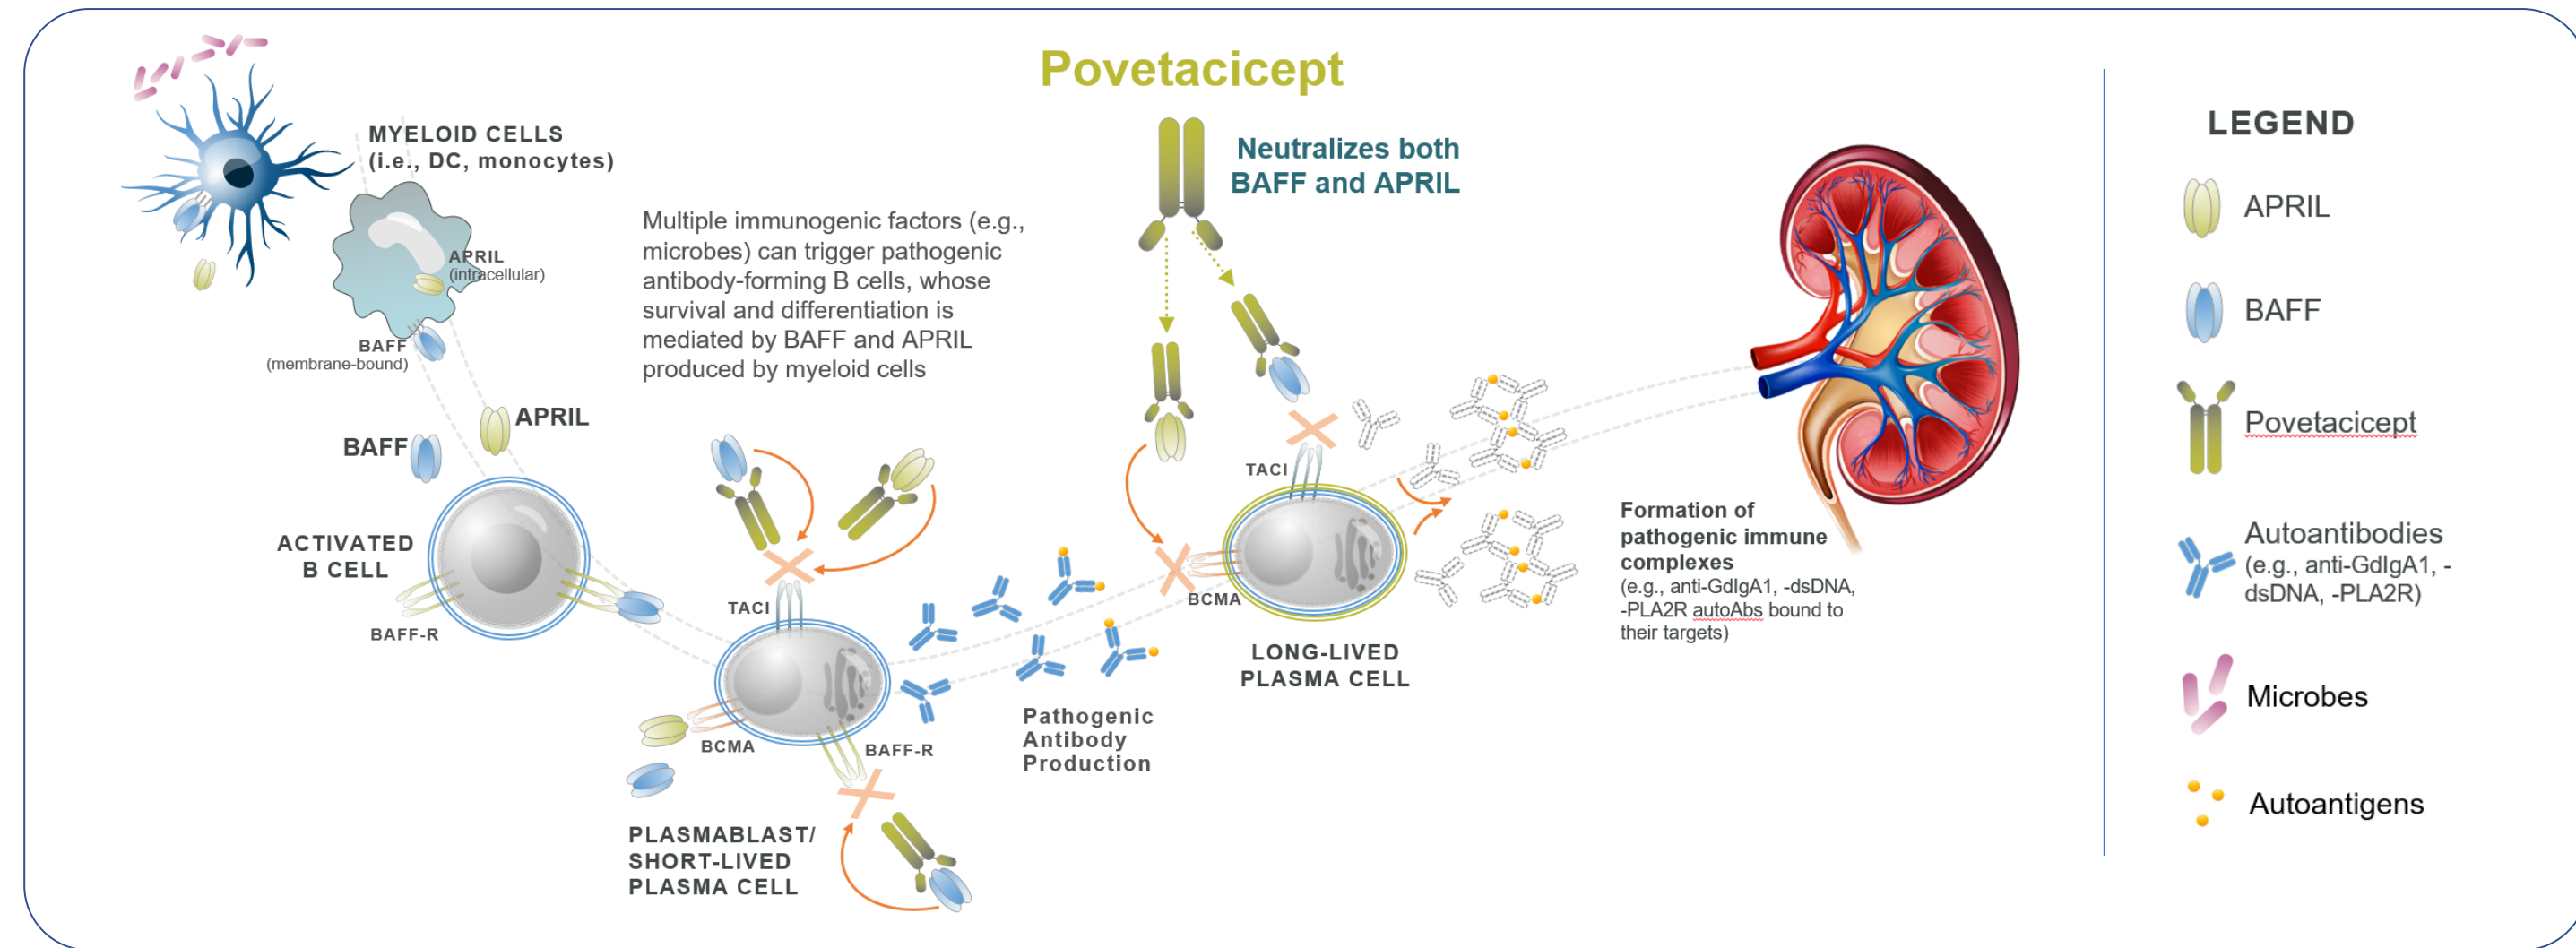 Povetacicept
MYELOID CELLS
(i.e., DC, monocytes)
Neutralizes both
BAFF and APRIL
APRIL
(intracellular)
BAFF
(membrane-bound)
Multiple immunogenic factors (e.g.,
microbes) can trigger pathogenic
antibody-forming B cells, whose
survival and differentiation is
mediated by BAFF and APRIL
produced by myeloid cells
APRIL
BAFF
ACTIVATED
B CELL
BAFF-R
TACI
BCMA
BAFF-R
PLASMABLAST/
SHORT-LIVED
PLASMA CELL
Pathogenic
Antibody
Production
TACI
BCMA
LONG-LIVED
PLASMA CELL
Formation of
pathogenic immune
complexes
(e.g., anti-GdIgA1, -dsDNA,
-PLA2R autoAbs bound to
their targets)
LEGEND
APRIL
BAFF
Povetacicept
Autoantibodies
(e.g., anti-GdIgA1, -
dsDNA, -PLA2R)
Microbes
Autoantigens